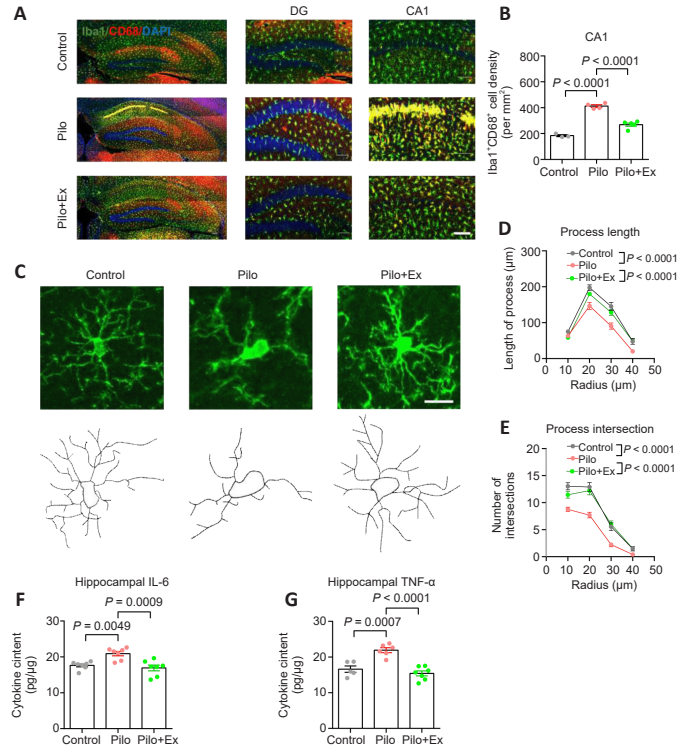 A
Iba1/CD68/DAPI
DG
CA1
Control
Pilo
Pilo+Ex
B
CA1
P < 0.0001
P < 0.0001
Iba1+CD68+ cell density
(per mm²)
800
600
400
200
0
Control Pilo Pilo+Ex
C
Control
Pilo
Pilo+Ex
D
Process length
Control
Pilo
Pilo+Ex
P < 0.0001
P < 0.0001
Length of process (μm)
300
200
100
0
0 10 20 30 40 50
Radius (μm)
E
Process intersection
Control
Pilo
Pilo+Ex
P < 0.0001
P < 0.0001
Number of
intersections
20
15
10
5
0
0 10 20 30 40 50
Radius (μm)
F
Hippocampal IL-6
P = 0.0009
P = 0.0049
Cytokine cintent
(pg/μg)
30
20
10
0
Control Pilo Pilo+Ex
G
Hippocampal TNF-α
P < 0.0001
P = 0.0007
Cytokine cintent
(pg/μg)
30
20
10
0
Control Pilo Pilo+Ex